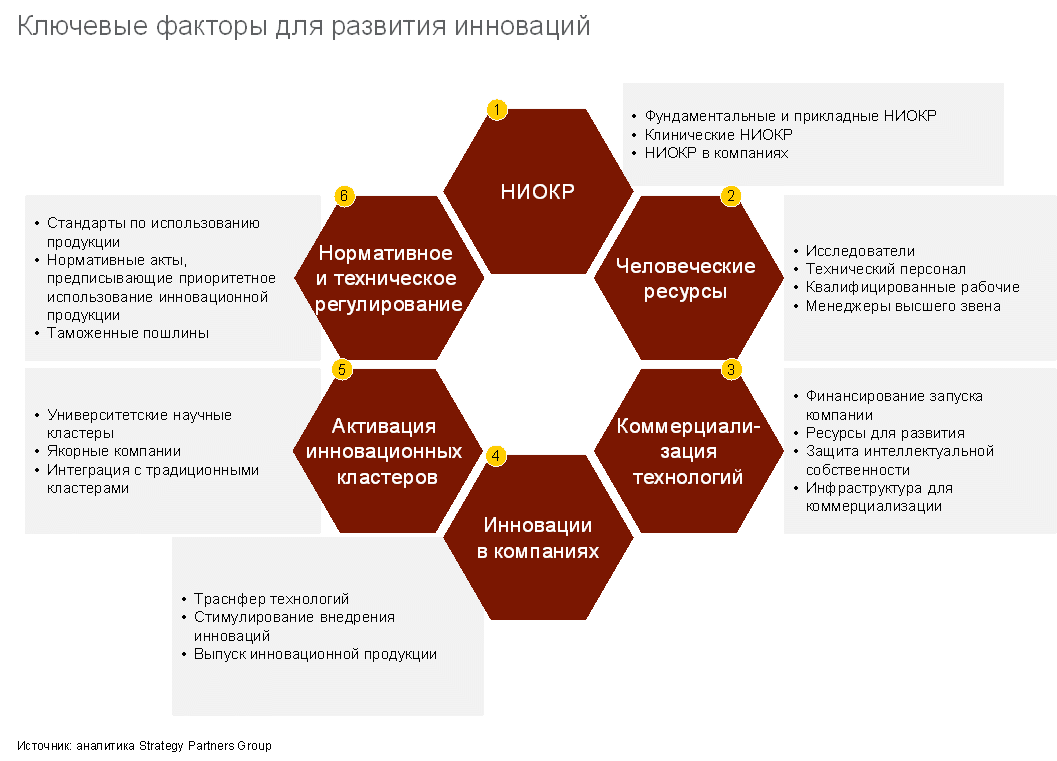 Ключевые факторы для развития инноваций
1
НИОКР
• Фундаментальные и прикладные НИОКР
• Клинические НИОКР
• НИОКР в компаниях
2
Человеческие
ресурсы
• Исследователи
• Технический персонал
• Квалифицированные рабочие
• Менеджеры высшего звена
3
Коммерциали-
зация
технологий
• Финансирование запуска
компании
• Ресурсы для развития
• Защита интеллектуальной
собственности
• Инфраструктура для
коммерциализации
4
Инновации
в компаниях
• Траснфер технологий
• Стимулирование внедрения
инноваций
• Выпуск инновационной продукции
5
Активация
инновационных
кластеров
• Университетские научные
кластеры
• Якорные компании
• Интеграция с традиционными
кластерами
6
Нормативное
и техническое
регулирование
• Стандарты по использованию
продукции
• Нормативные акты,
предписывающие приоритетное
использование инновационной
продукции
• Таможенные пошлины
Источник: аналитика Strategy Partners Group